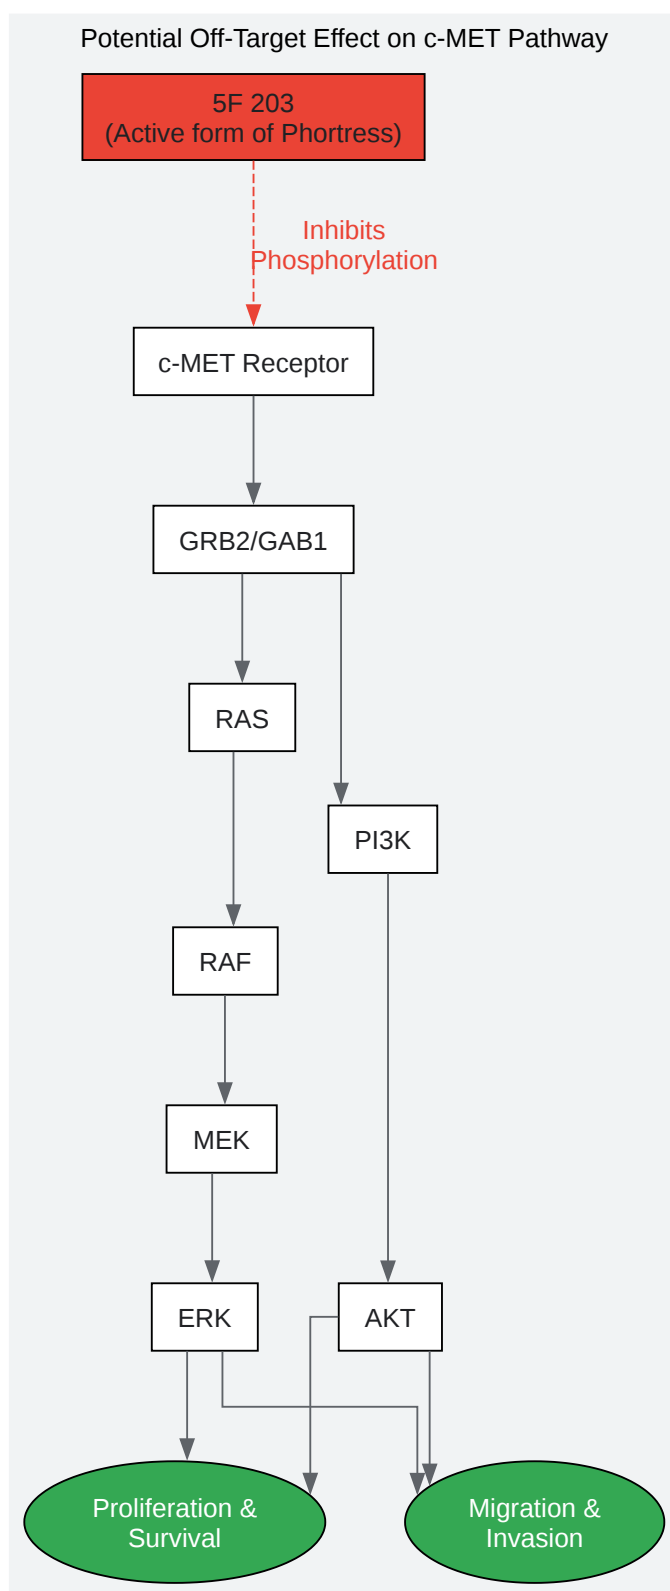 Potential Off-Target Effect on c-MET Pathway
5F 203
(Active form of Phortress)
Inhibits
Phosphorylation
c-MET Receptor
GRB2/GAB1
RAS
PI3K
RAF
MEK
ERK
AKT
Proliferation &
Survival
Migration &
Invasion